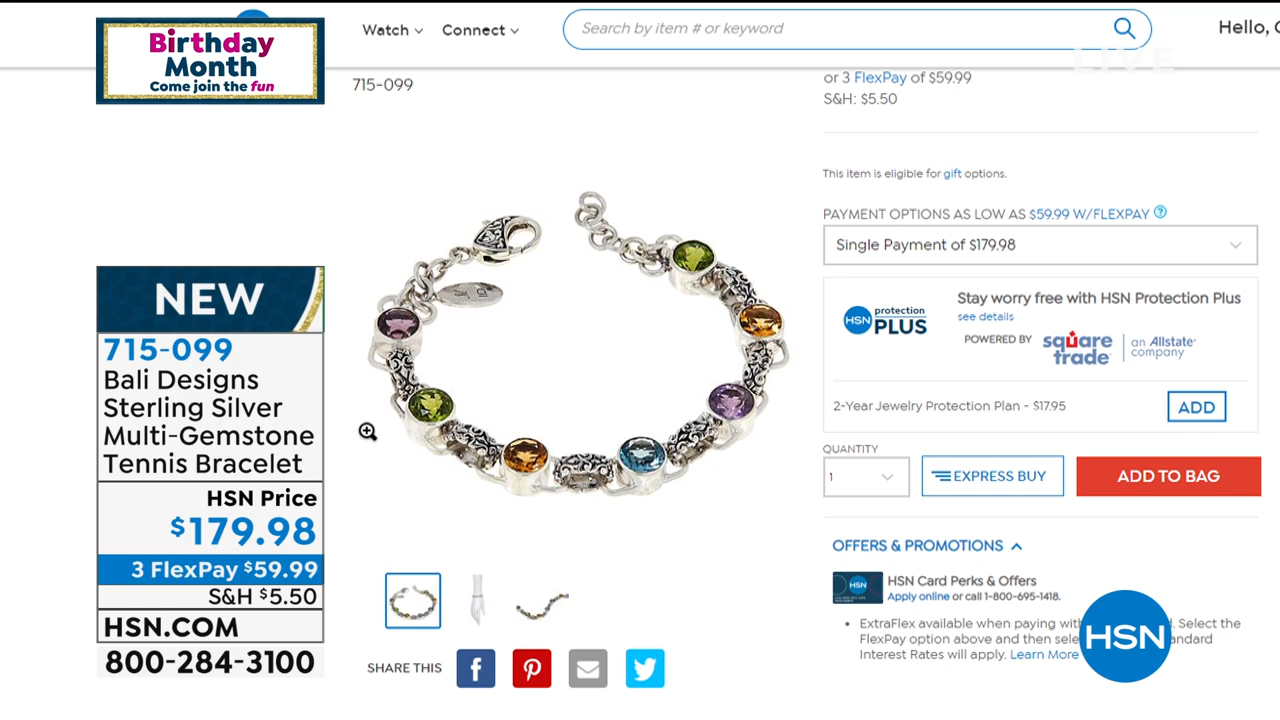 Birthday
Month
Come join the fun
Watch
Connect
Search by item # or keyword
Hello,
LIVE
715-099
or 3 FlexPay of $59.99
S&H: $5.50
This item is eligible for gift options.
PAYMENT OPTIONS AS LOW AS $59.99 W/FLEXPAY ?
Single Payment of $179.98
HSN protection PLUS
Stay worry free with HSN Protection Plus
see details
POWERED BY square trade an Allstate company
2-Year Jewelry Protection Plan - $17.95
ADD
QUANTITY
1
EXPRESS BUY
ADD TO BAG
OFFERS & PROMOTIONS
HSN
HSN Card Perks & Offers
Apply online or call 1-800-695-1418.
• ExtraFlex available when paying Select the
FlexPay option above and then
Interest Rates will apply. Learn More
HSN
NEW
715-099
Bali Designs
Sterling Silver
Multi-Gemstone
Tennis Bracelet
HSN Price
$179.98
3 FlexPay $59.99
S&H $5.50
HSN.COM
800-284-3100
SHARE THIS